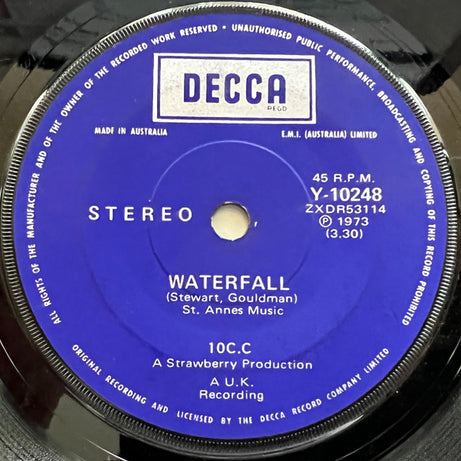 ALL RIGHTS OF THE MANUFACTURER AND OF THE OWNER OF THE RECORDED WORK RESERVED • UNAUTHORISED PUBLIC PERFORMANCE, BROADCASTING AND COPYING OF THIS RECORD PROHIBITED
DECCA
REGD
MADE IN AUSTRALIA
E.M.I. (AUSTRALIA) LIMITED
45 R.P.M.
Y-10248
STEREO
ZXDR53114
Ⓟ 1973
(3.30)
WATERFALL
(Stewart, Gouldman)
St. Annes Music
10C.C
A Strawberry Production
A U.K.
Recording
ORIGINAL RECORDING AND LICENSED BY THE DECCA RECORD COMPANY LIMITED